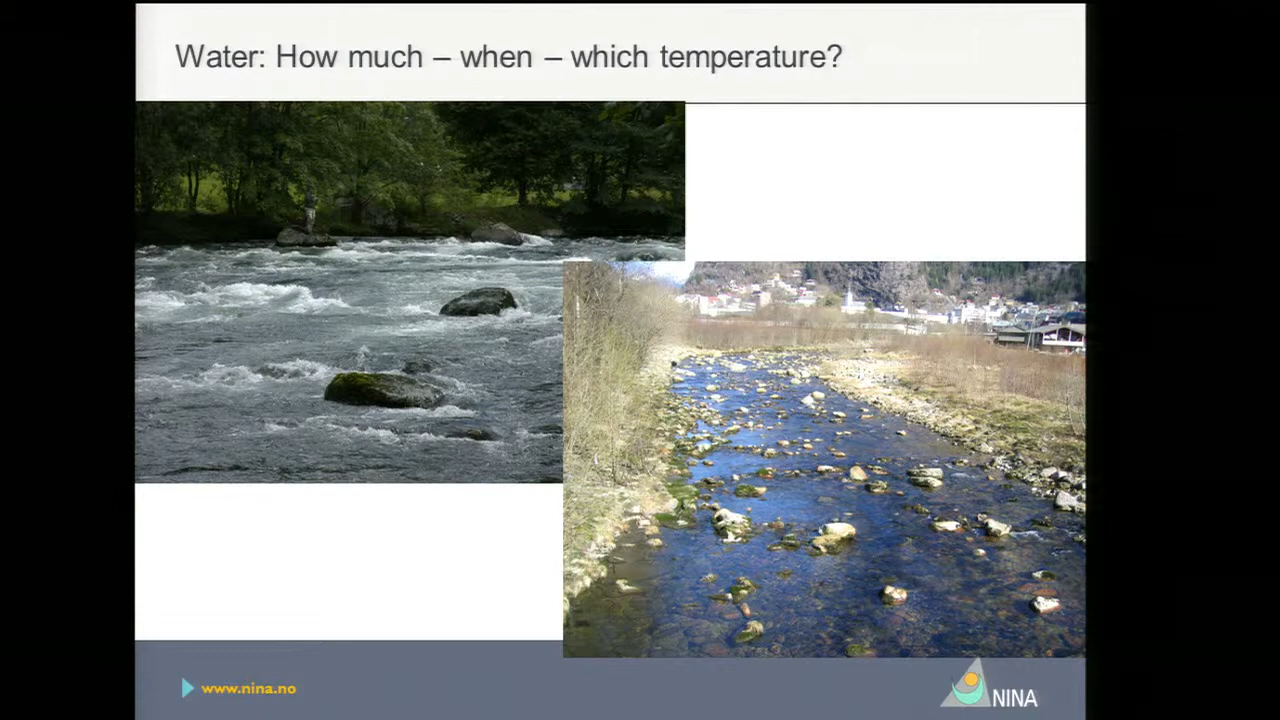 Water: How much – when – which temperature?
www.nina.no
NINA